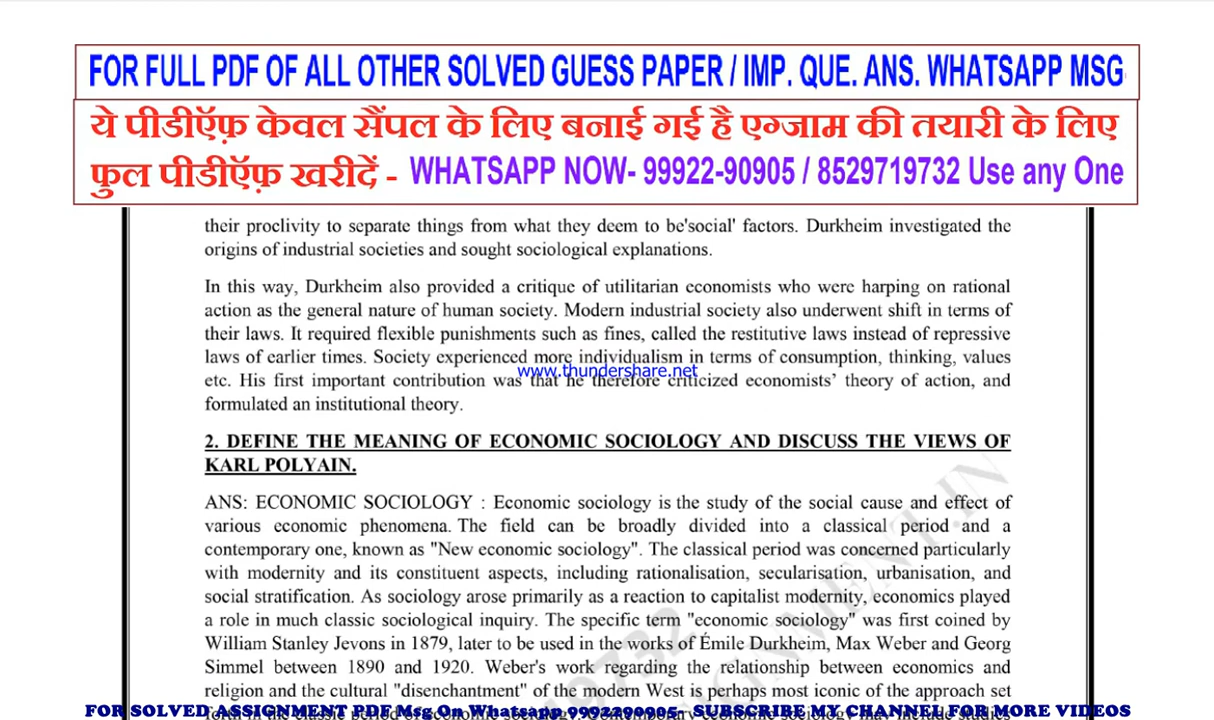 FOR FULL PDF OF ALL OTHER SOLVED GUESS PAPER / IMP. QUE. ANS. WHATSAPP MSG
ये पीडीऍफ़ केवल सैंपल के लिए बनाई गई है एग्जाम की तयारी के लिए
फुल पीडीऍफ़ खरीदें - WHATSAPP NOW- 99922-90905 / 8529719732 Use any One
their proclivity to separate things from what they deem to be'social' factors. Durkheim investigated the
origins of industrial societies and sought sociological explanations.
In this way, Durkheim also provided a critique of utilitarian economists who were harping on rational
action as the general nature of human society. Modern industrial society also underwent shift in terms of
their laws. It required flexible punishments such as fines, called the restitutive laws instead of repressive
laws of earlier times. Society experienced more individualism in terms of consumption, thinking, values
www.thundershare.net
etc. His first important contribution was that he therefore criticized economists' theory of action, and
formulated an institutional theory.
2. DEFINE THE MEANING OF ECONOMIC SOCIOLOGY AND DISCUSS THE VIEWS OF
KARL POLYAIN.
ANS: ECONOMIC SOCIOLOGY : Economic sociology is the study of the social cause and effect of
various economic phenomena. The field can be broadly divided into a classical period and a
contemporary one, known as "New economic sociology". The classical period was concerned particularly
with modernity and its constituent aspects, including rationalisation, secularisation, urbanisation, and
social stratification. As sociology arose primarily as a reaction to capitalist modernity, economics played
a role in much classic sociological inquiry. The specific term "economic sociology" was first coined by
William Stanley Jevons in 1879, later to be used in the works of Émile Durkheim, Max Weber and Georg
Simmel between 1890 and 1920. Weber's work regarding the relationship between economics and
religion and the cultural "disenchantment" of the modern West is perhaps most iconic of the approach set
FOR SOLVED ASSIGNMENT PDF Msg On Whatsapp 9992290905- SUBSCRIBE MY CHANNEL FOR MORE VIDEOS